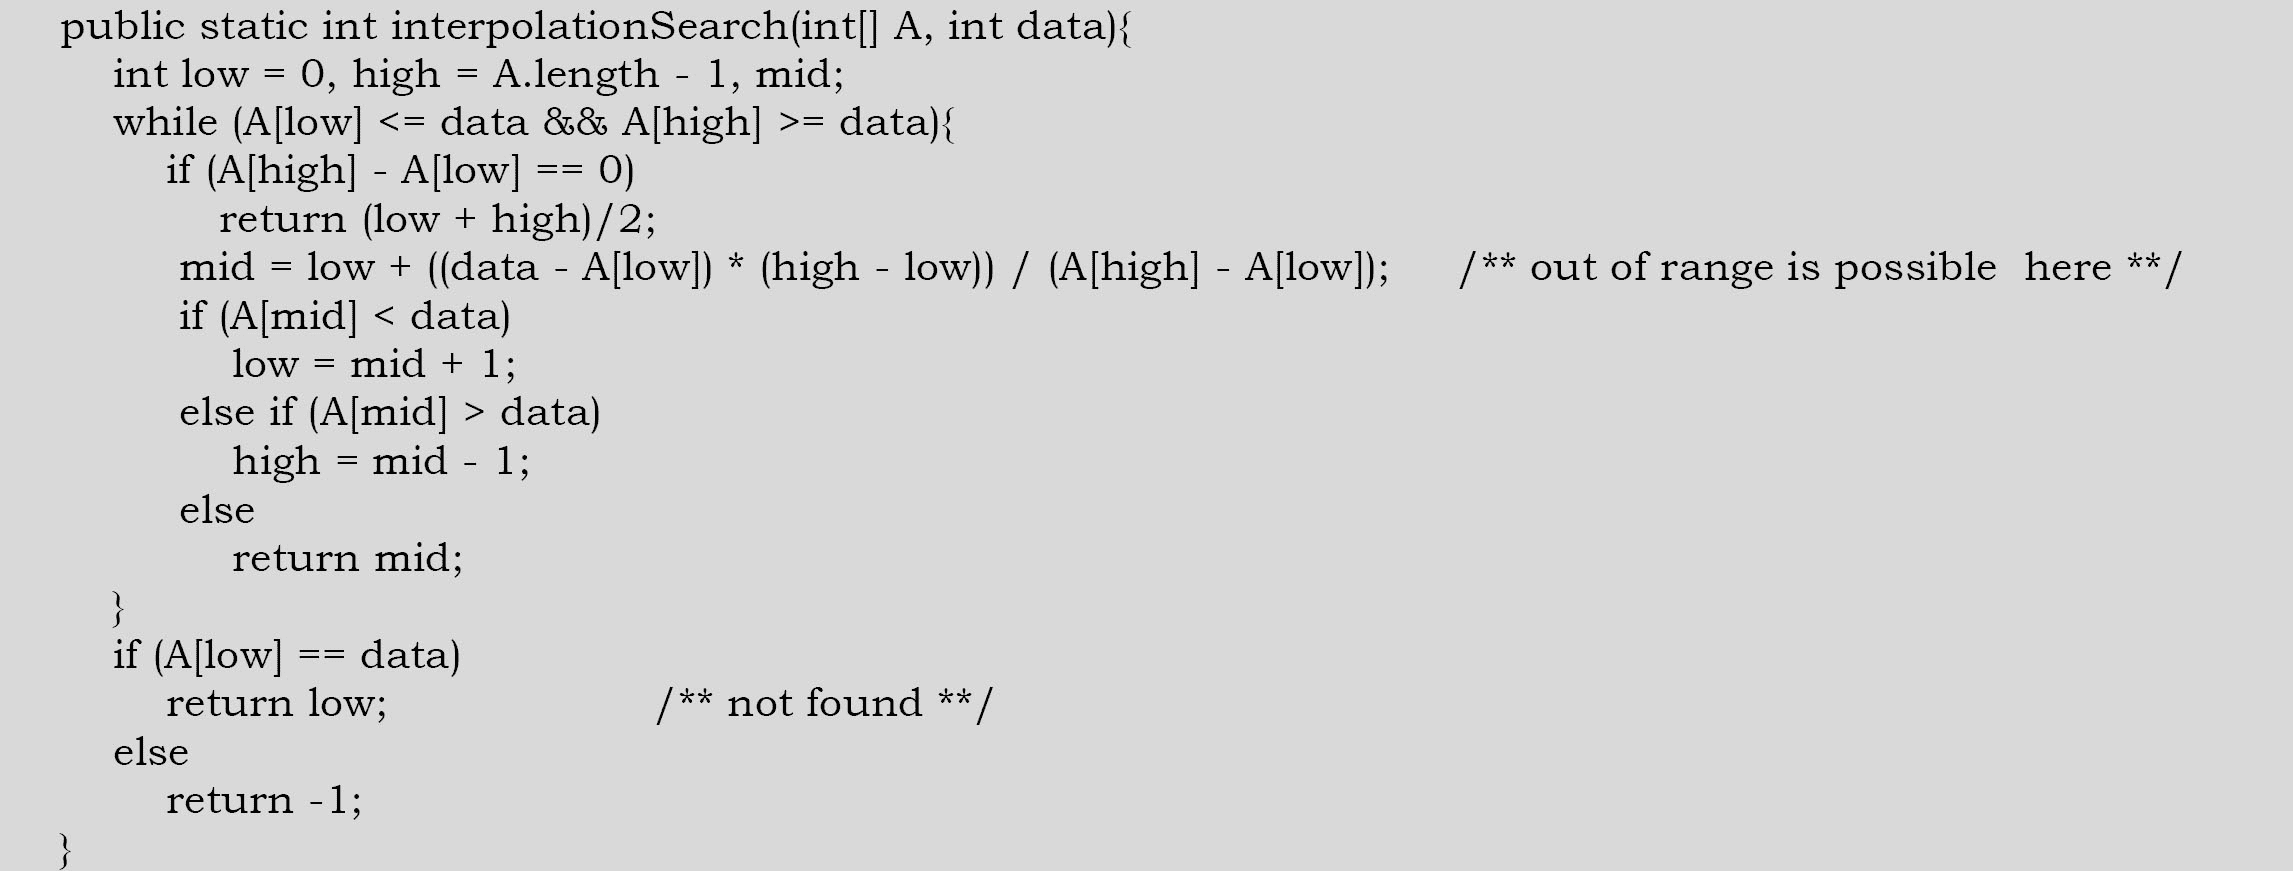 public static int interpolationSearch(int[] A, int data){
int low = 0, high = A.length - 1, mid;
while (A[low] <= data && A[high] >= data){
if (A[high] - A[low] == 0)
return (low + high)/2;
mid = low + ((data - A[low]) * (high - low)) / (A[high] - A[low]); /** out of range is possible here **/
if (A[mid] < data)
low = mid + 1;
else if (A[mid] > data)
high = mid - 1;
else
return mid;
}
if (A[low] == data)
return low; /** not found **/
else
return -1;
}